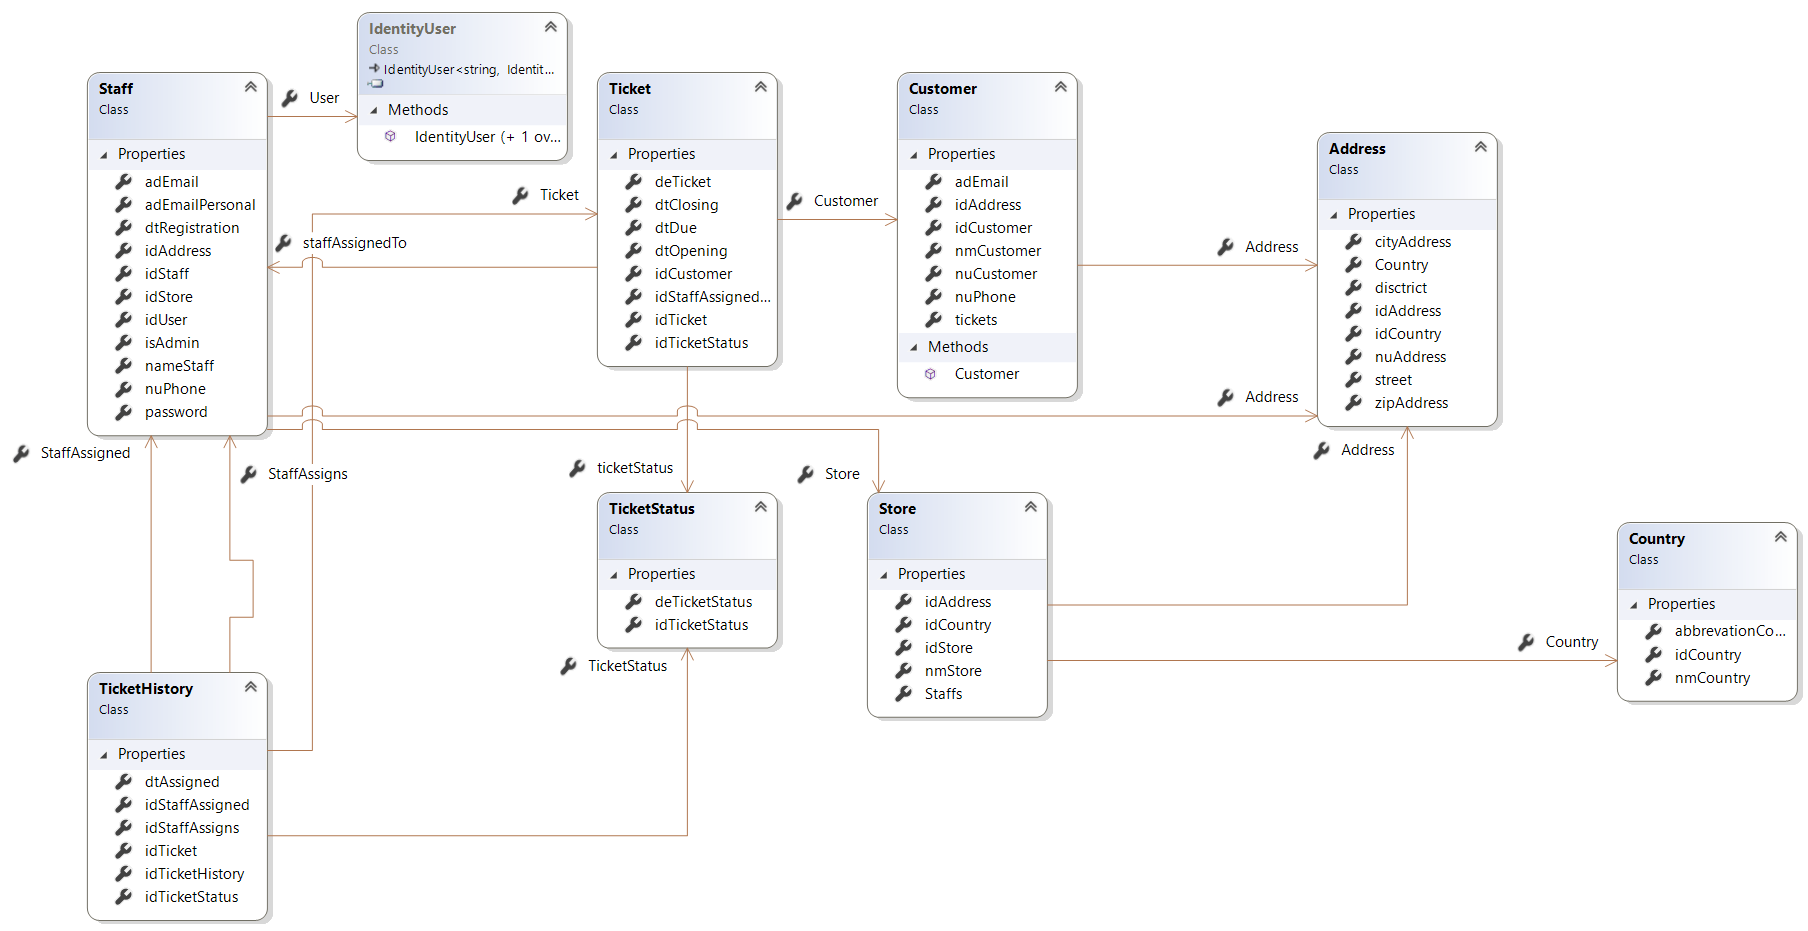 IdentityUser
Class
IdentityUser<string, Identit...
Methods
IdentityUser (+ 1 ov...
Staff
Class
Properties
adEmail
adEmailPersonal
dtRegistration
idAddress
idStaff
idStore
idUser
isAdmin
nameStaff
nuPhone
password
User
Ticket
staffAssignedTo
Ticket
Class
Properties
deTicket
dtClosing
dtDue
dtOpening
idCustomer
idStaffAssigned...
idTicket
idTicketStatus
Customer
Customer
Class
Properties
adEmail
idAddress
idCustomer
nmCustomer
nuCustomer
nuPhone
tickets
Methods
Customer
Address
Address
Address
Class
Properties
cityAddress
Country
disctrict
idAddress
idCountry
nuAddress
street
zipAddress
Address
StaffAssigned
StaffAssigns
ticketStatus
Store
TicketStatus
Class
Properties
deTicketStatus
idTicketStatus
TicketStatus
Store
Class
Properties
idAddress
idCountry
idStore
nmStore
Staffs
Country
Country
Class
Properties
abbrevationCo...
idCountry
nmCountry
TicketHistory
Class
Properties
dtAssigned
idStaffAssigned
idStaffAssigns
idTicket
idTicketHistory
idTicketStatus